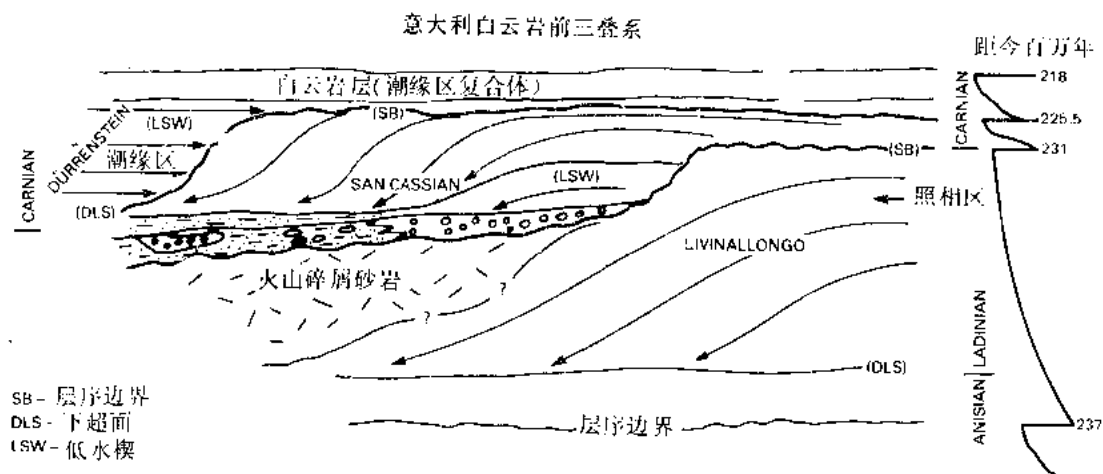 意大利白云岩前三叠系
距今百万年
白云岩层(潮缘区复合体)
218
CARNIAN
(LSW)
(SB)
225.5
DURRENSTEIN
潮缘区
(SB)
231
CARNIAN
SAN CASSIAN
(LSW)
照相区
(DLS)
LIVINALLONGO
火山碎屑砂岩
?
?
LADINIAN
(DLS)
SB - 层序边界
DLS - 下超面
LSW - 低水楔
层序边界
ANISIAN
237